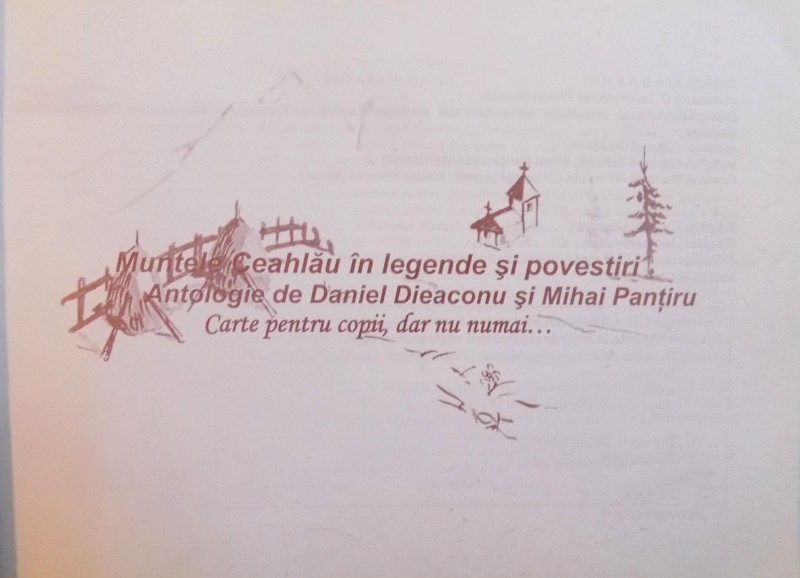 Muntele Ceahlău în legende şi povestiri
Antologie de Daniel Dieaconu şi Mihai Panţiru
Carte pentru copii, dar nu numai…